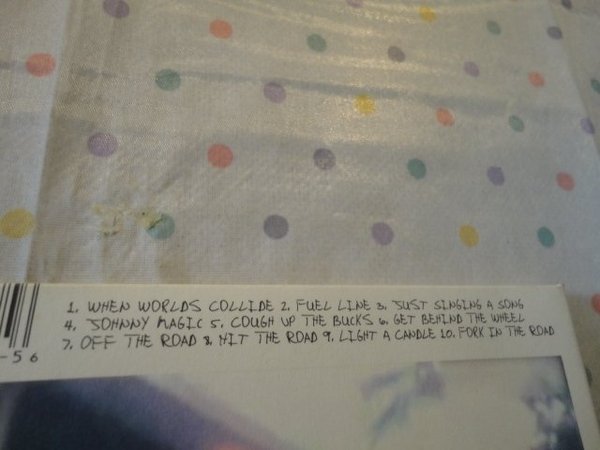 1. WHEN WORLDS COLLIDE 2. FUEL LINE 3. JUST SINGING A SONG
4. JOHNNY MAGIC 5. COUGH UP THE BUCKS 6. GET BEHIND THE WHEEL
7. OFF THE ROAD 8. HIT THE ROAD 9. LIGHT A CANDLE 10. FORK IN THE ROAD
-56